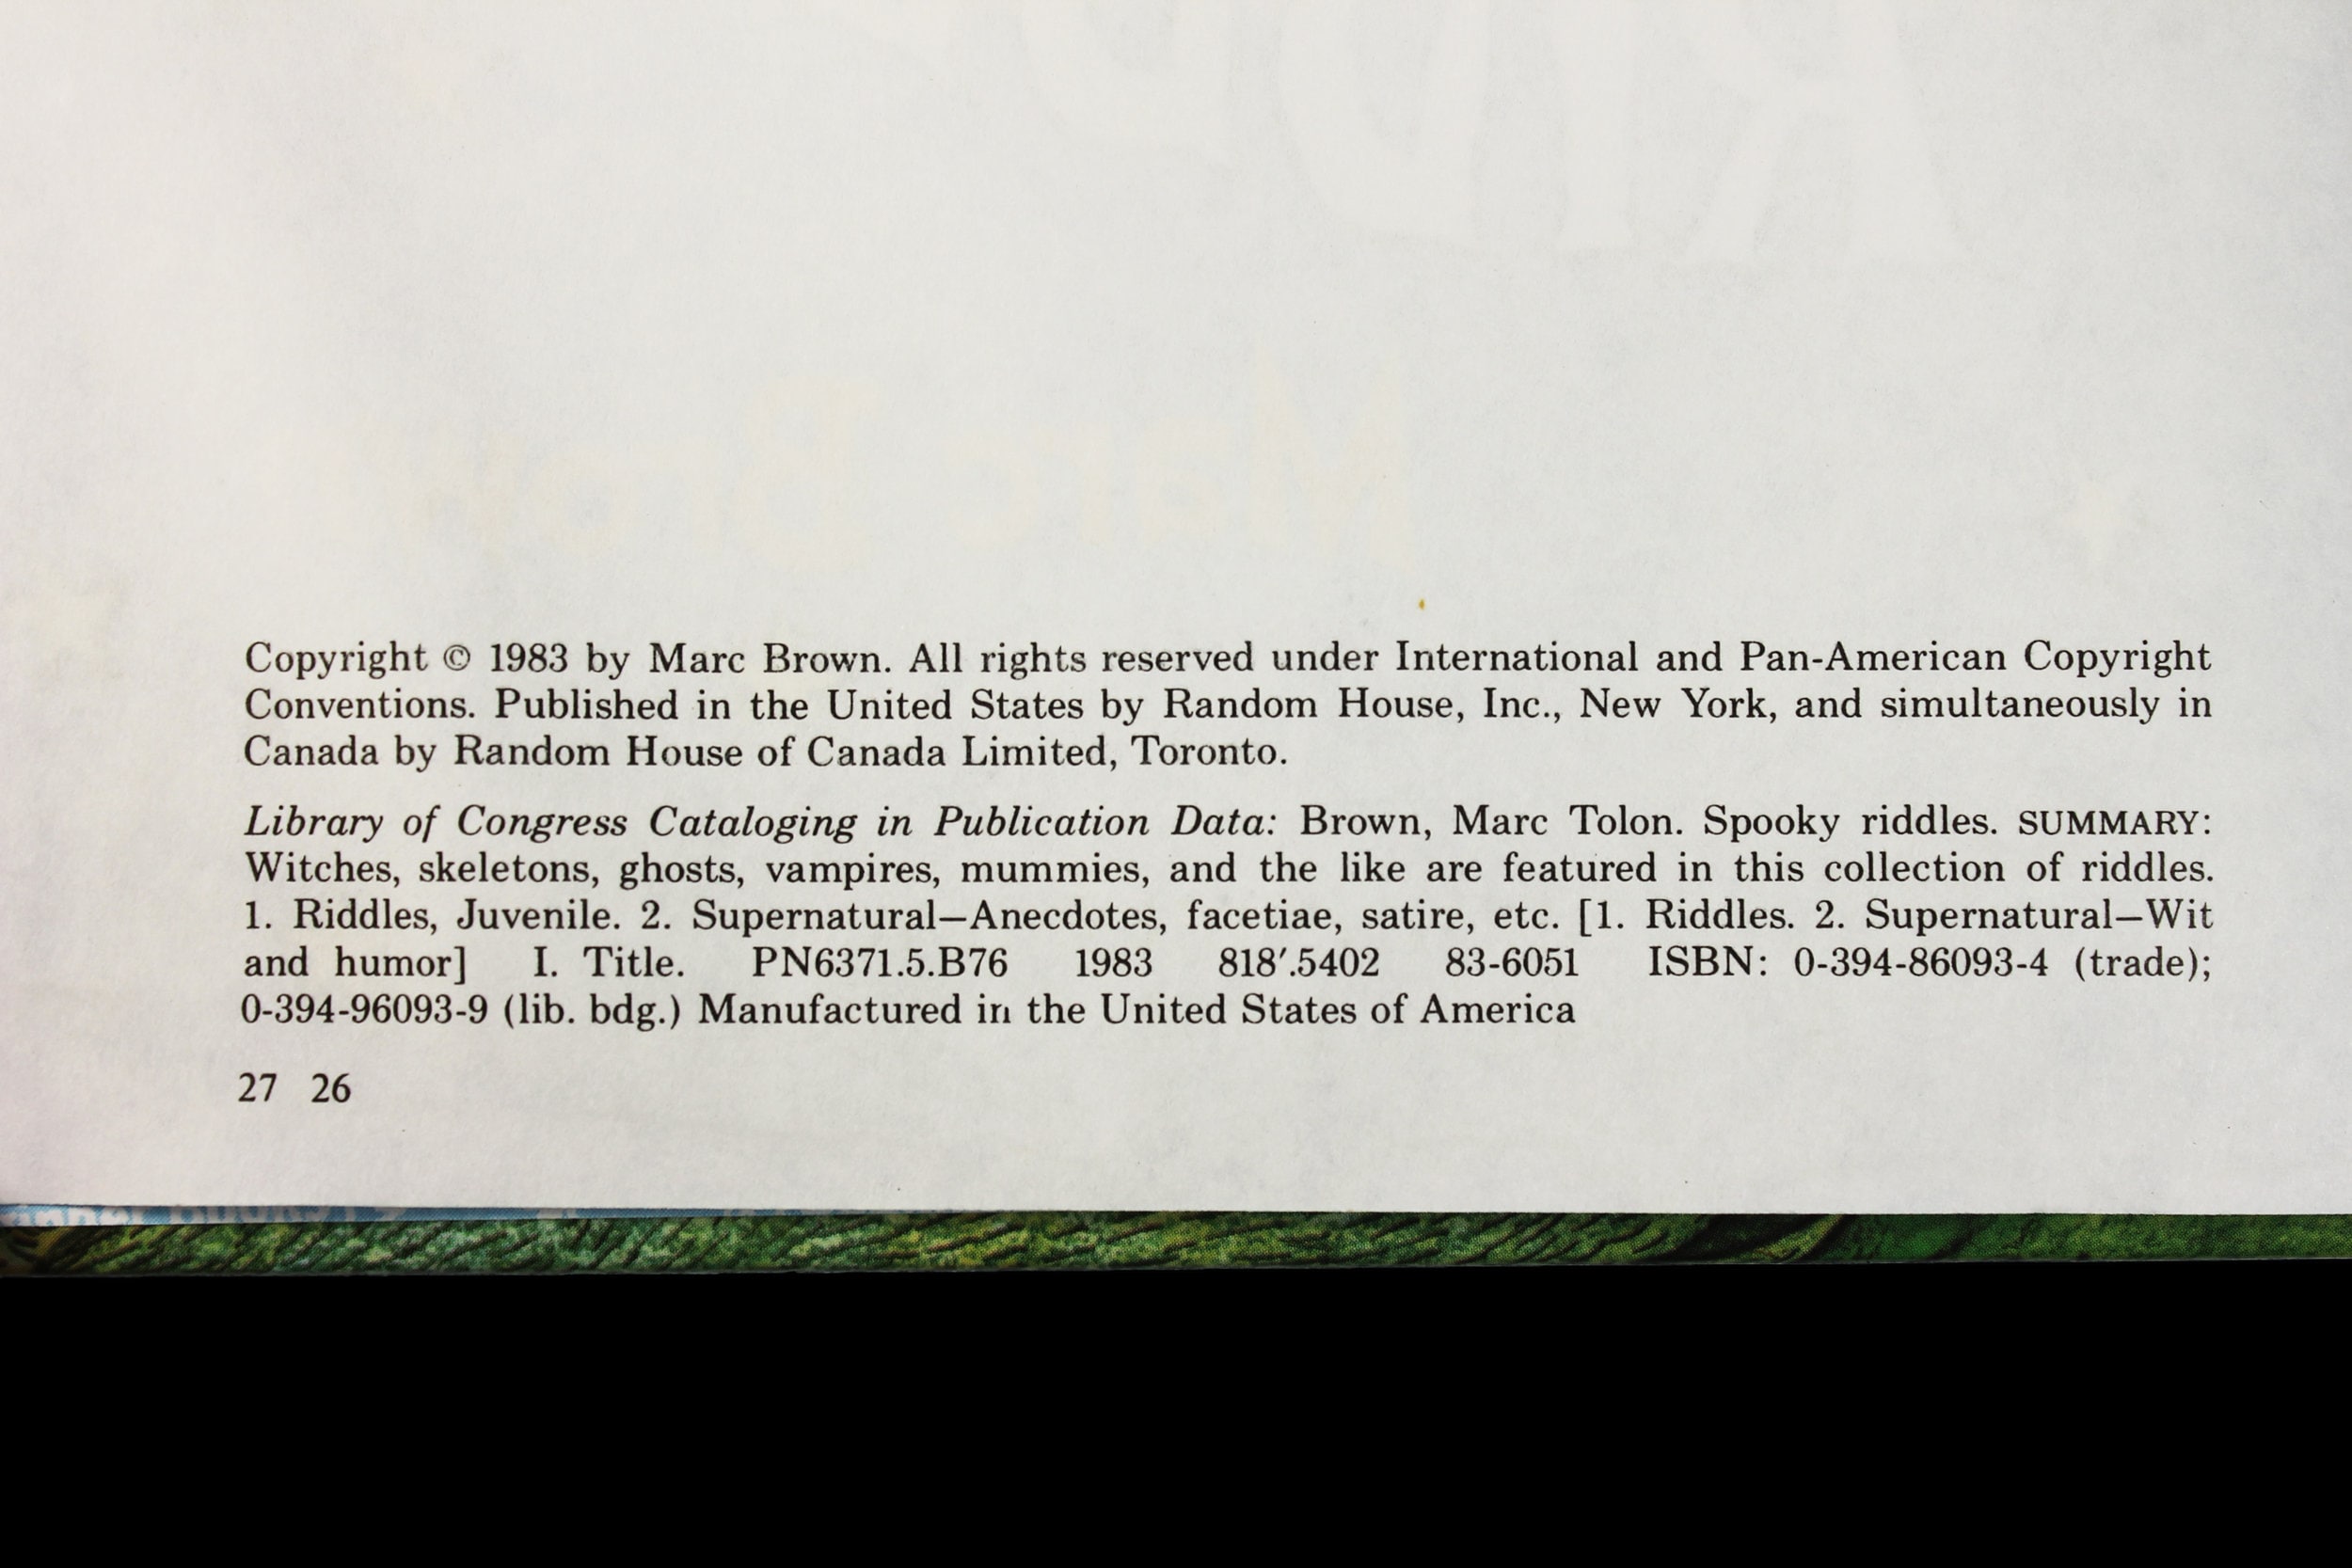 Copyright © 1983 by Marc Brown. All rights reserved under International and Pan-American Copyright
Conventions. Published in the United States by Random House, Inc., New York, and simultaneously in
Canada by Random House of Canada Limited, Toronto.
Library of Congress Cataloging in Publication Data: Brown, Marc Tolon. Spooky riddles. SUMMARY:
Witches, skeletons, ghosts, vampires, mummies, and the like are featured in this collection of riddles.
1. Riddles, Juvenile. 2. Supernatural—Anecdotes, facetiae, satire, etc. [1. Riddles. 2. Supernatural—Wit
and humor] I. Title. PN6371.5.B76 1983 818′.5402 83-6051 ISBN: 0-394-86093-4 (trade);
0-394-96093-9 (lib. bdg.) Manufactured in the United States of America
27 26